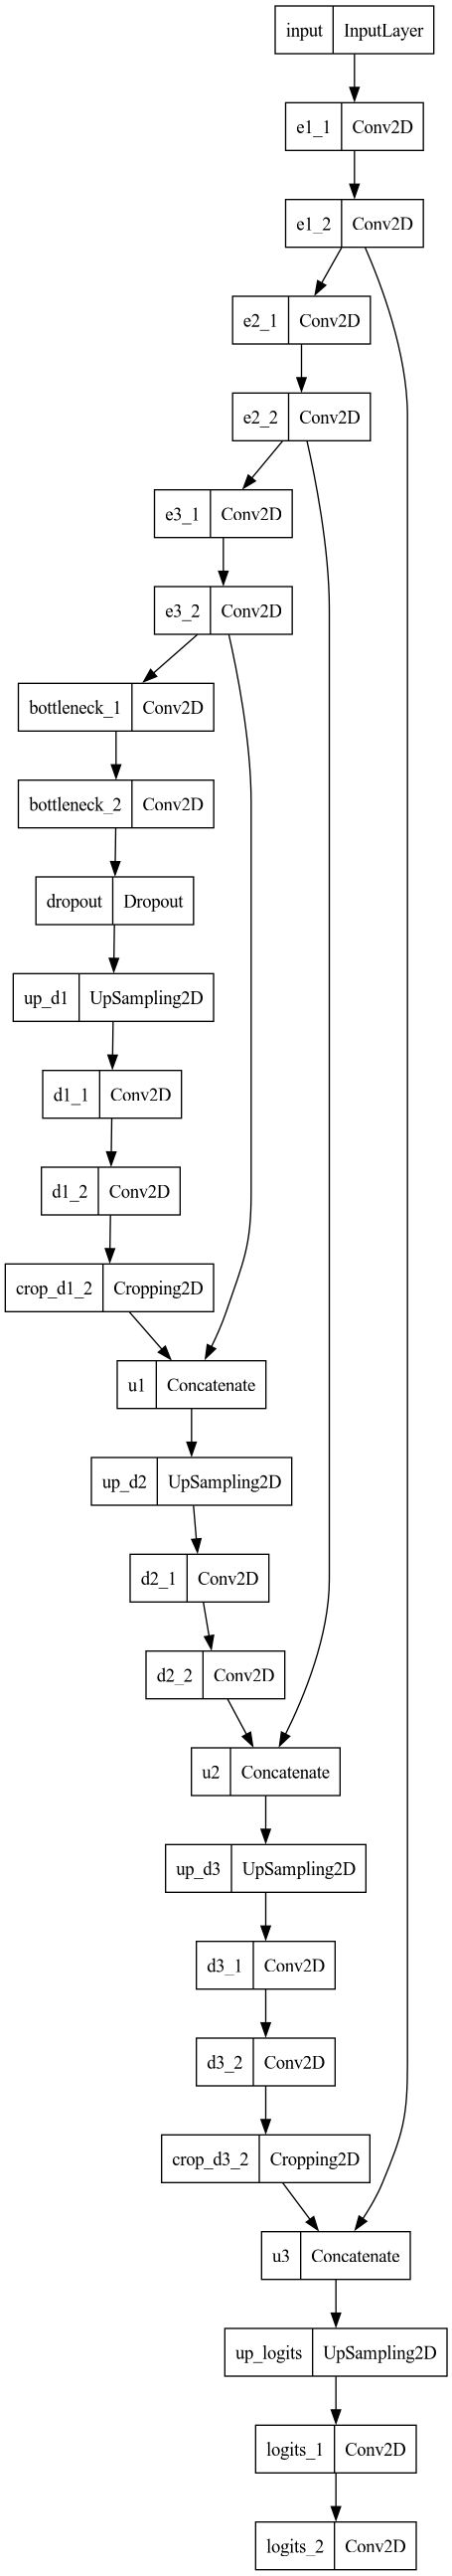 input InputLayer
e1_1 Conv2D
e1_2 Conv2D
e2_1 Conv2D
e2_2 Conv2D
e3_1 Conv2D
e3_2 Conv2D
bottleneck_1 Conv2D
bottleneck_2 Conv2D
dropout Dropout
up_d1 UpSampling2D
d1_1 Conv2D
d1_2 Conv2D
crop_d1_2 Cropping2D
u1 Concatenate
up_d2 UpSampling2D
d2_1 Conv2D
d2_2 Conv2D
u2 Concatenate
up_d3 UpSampling2D
d3_1 Conv2D
d3_2 Conv2D
crop_d3_2 Cropping2D
u3 Concatenate
up_logits UpSampling2D
logits_1 Conv2D
logits_2 Conv2D